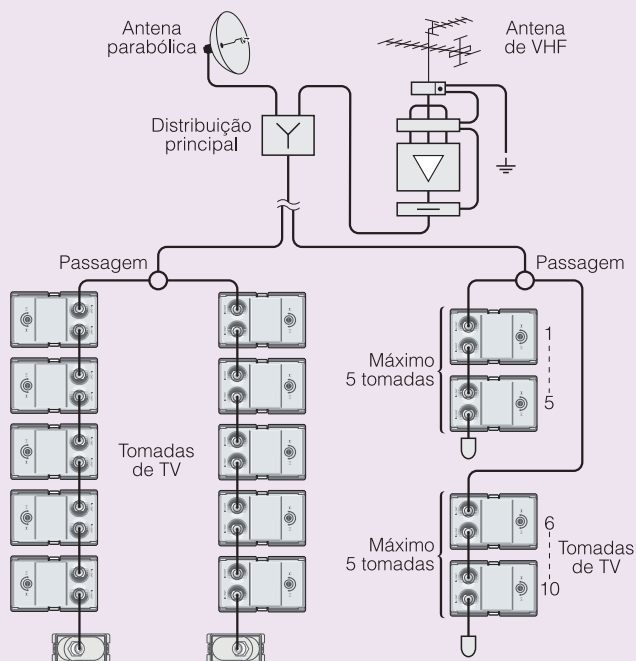 Antena
parabólica
Antena
de VHF
Distribuição
principal
Passagem
Passagem
Máximo
5 tomadas
1
5
Tomadas
de TV
Máximo
5 tomadas
6
10
Tomadas
de TV